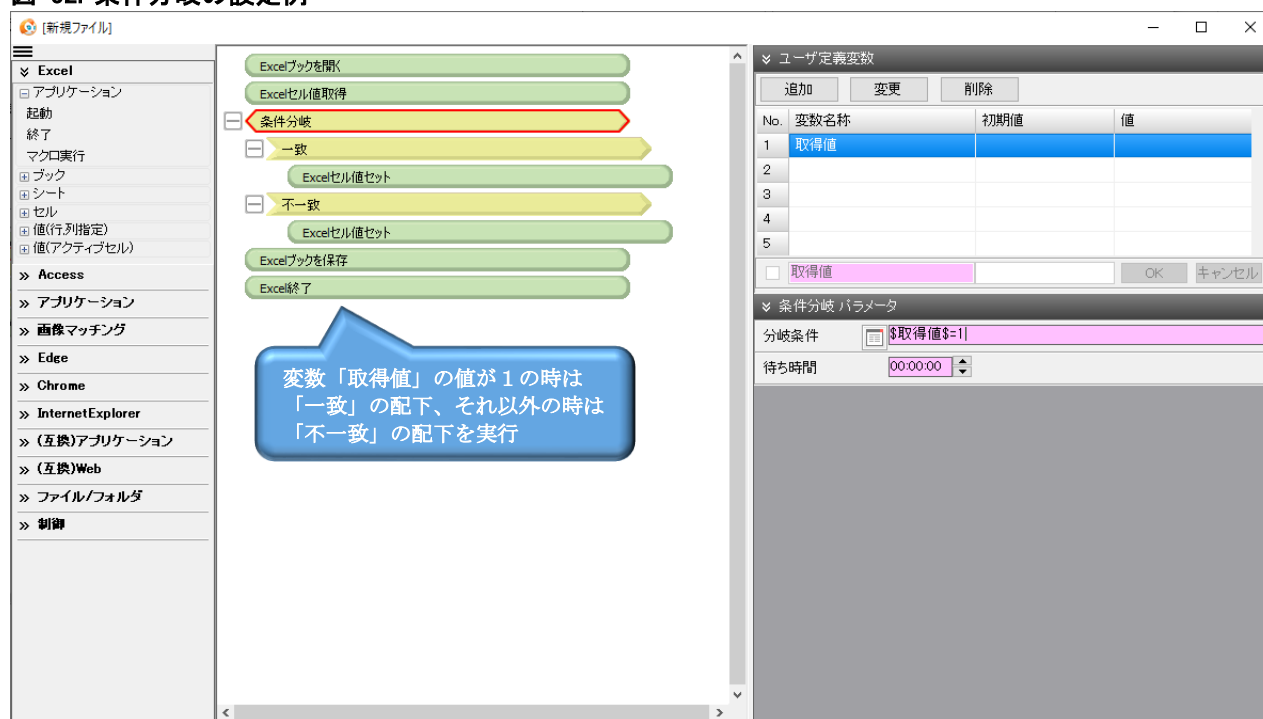 [新規ファイル]
Excel
アプリケーション
起動
終了
マクロ実行
ブック
シート
セル
値(行,列指定)
値(アクティブセル)
Access
アプリケーション
画像マッチング
Edge
Chrome
InternetExplorer
(互換)アプリケーション
(互換)Web
ファイル/フォルダ
制御
Excelブックを開く
Excelセル値取得
条件分岐
一致
Excelセル値セット
不一致
Excelセル値セット
Excelブックを保存
Excel終了
変数「取得値」の値が１の時は
「一致」の配下、それ以外の時は
「不一致」の配下を実行
ユーザ定義変数
追加 変更 削除
No. 変数名称 初期値 値
1 取得値
2
3
4
5
取得値 OK キャンセル
条件分岐 パラメータ
分岐条件 $取得値$=1
待ち時間 00:00:00